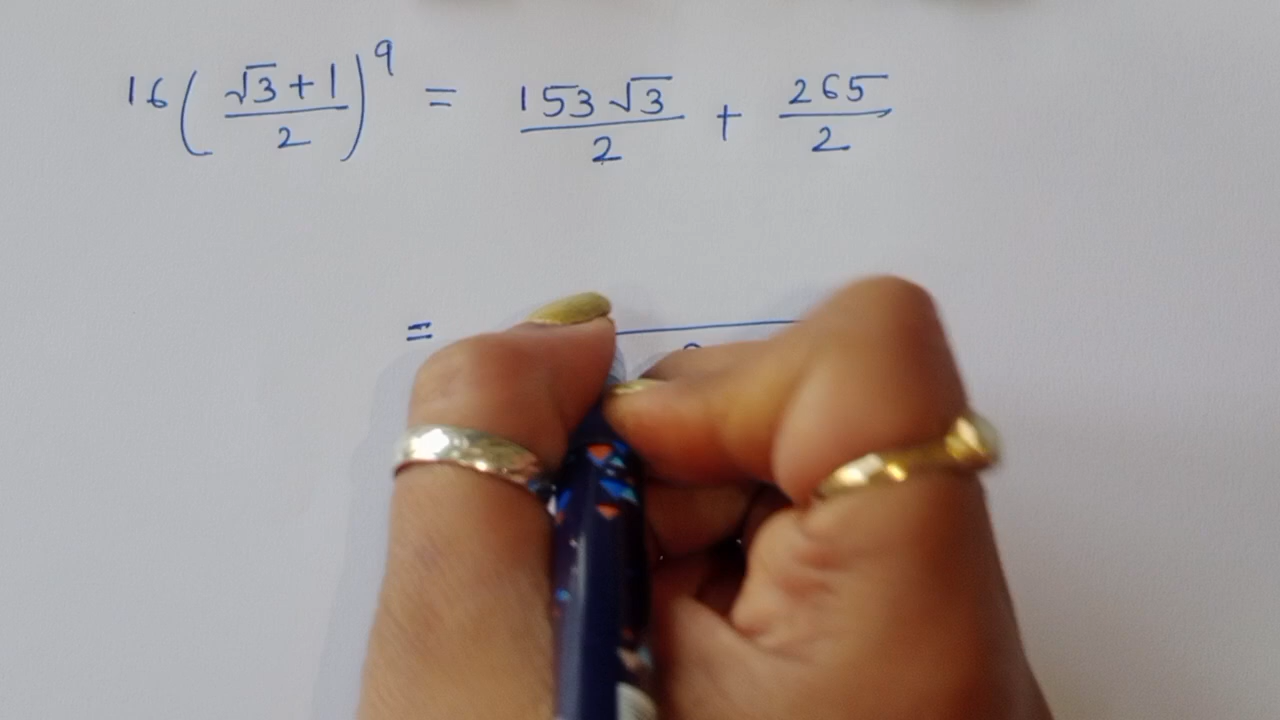 16(√3+1/2)^9 = 153√3/2 + 265/2
=